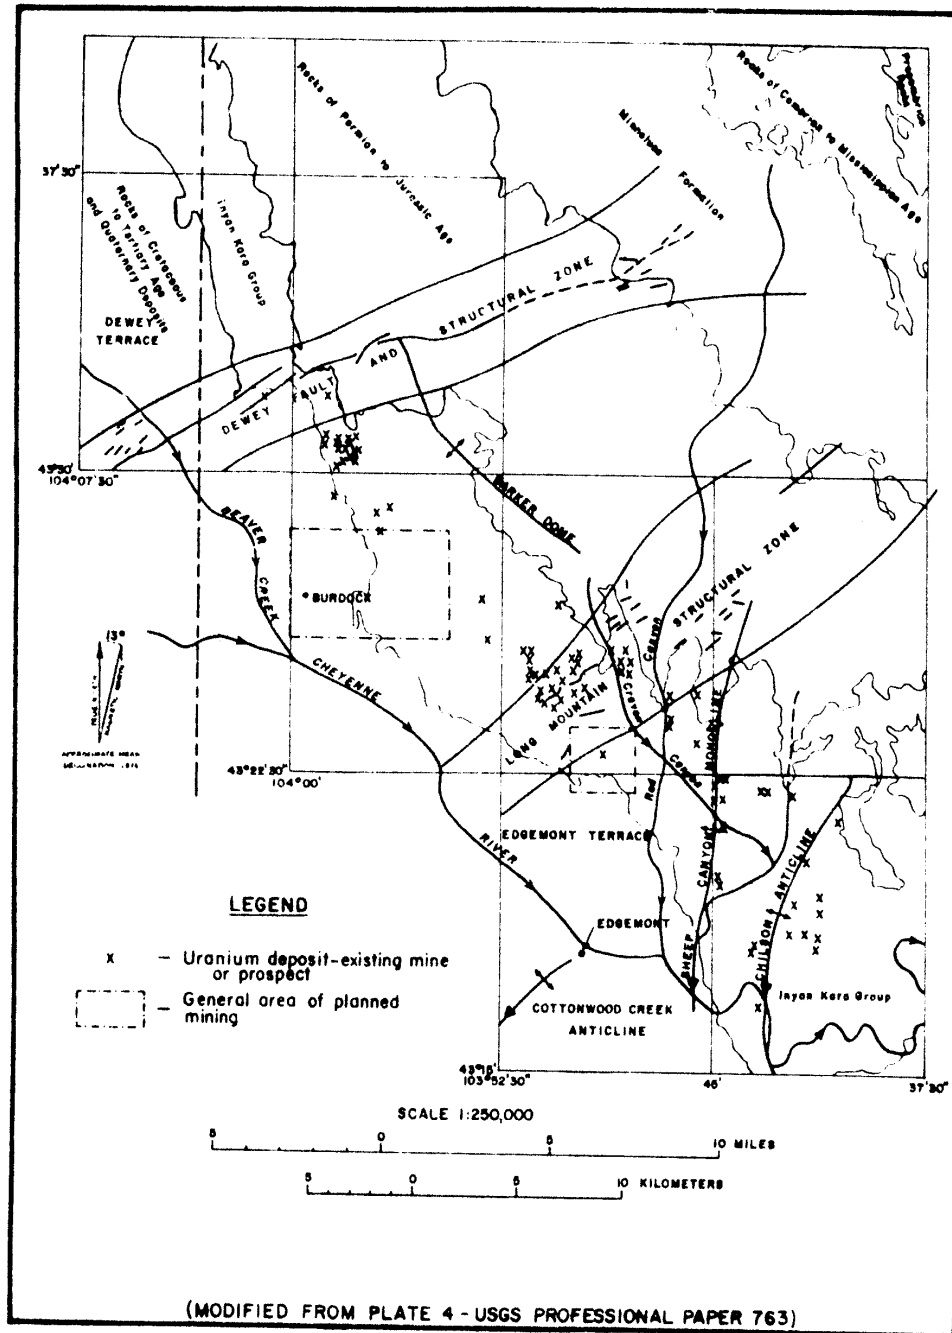 Rocks of Permian to Jurassic Age
Rocks of Cambrian to Mississippian Age
Precambrian
Minnelusa
Formation
37'30"
Rocks of Cretaceous
to Tertiary Age
and Quaternary Deposits
Inyan Kara Group
DEWEY
TERRACE
DEWEY FAULT AND STRUCTURAL ZONE
43°30'
104°07'30"
BARKER DOME
BEAVER
CREEK
BURDOCK
STRUCTURAL ZONE
13°
CHEYENNE
Canyon
LONG MOUNTAIN
Craven
Canyon
MONOCLINE
APPROXIMATE MEAN
43°22'30"
104°00'
Red
EDGEMONT TERRACE
RIVER
CANYON
CHILSON ANTICLINE
LEGEND
EDGEMONT
SHEEP
x – Uranium deposit-existing mine
or prospect
– General area of planned
mining
Inyan Kara Group
COTTONWOOD CREEK
ANTICLINE
43°15'
103°52'30"
45'
37'30"
SCALE 1:250,000
5 0 5 10 MILES
5 0 5 10 KILOMETERS
(MODIFIED FROM PLATE 4 - USGS PROFESSIONAL PAPER 763)